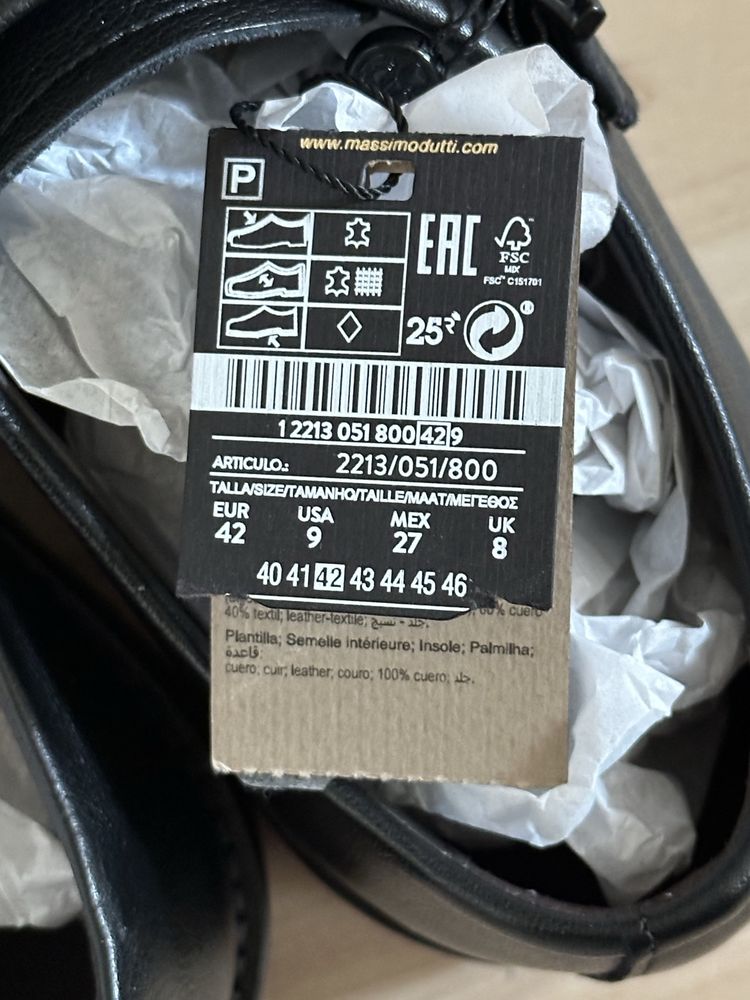 www.massimodutti.com
P
EAC
FSC
MIX
FSC™ C151701
25
1 2213 051 800 42 9
ARTICULO.: 2213/051/800
TALLA/SIZE/TAMANHO/TAILLE/MAAT/ΜΕΓΕΘΟΣ
EUR USA MEX UK
42 9 27 8
40 41 42 43 44 45 46
60% cuero
40% textil; leather-textile; جلد - نسيج.
Plantilla; Semelle intérieure; Insole; Palmilha;
قاعدة:
cuero; cuir; leather; couro; 100% cuero; جلد.